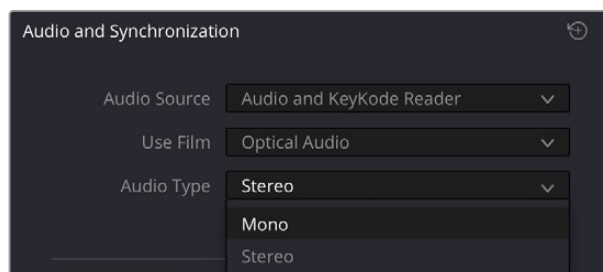 Audio and Synchronization
Audio Source Audio and KeyKode Reader
Use Film Optical Audio
Audio Type Stereo
Mono
Stereo